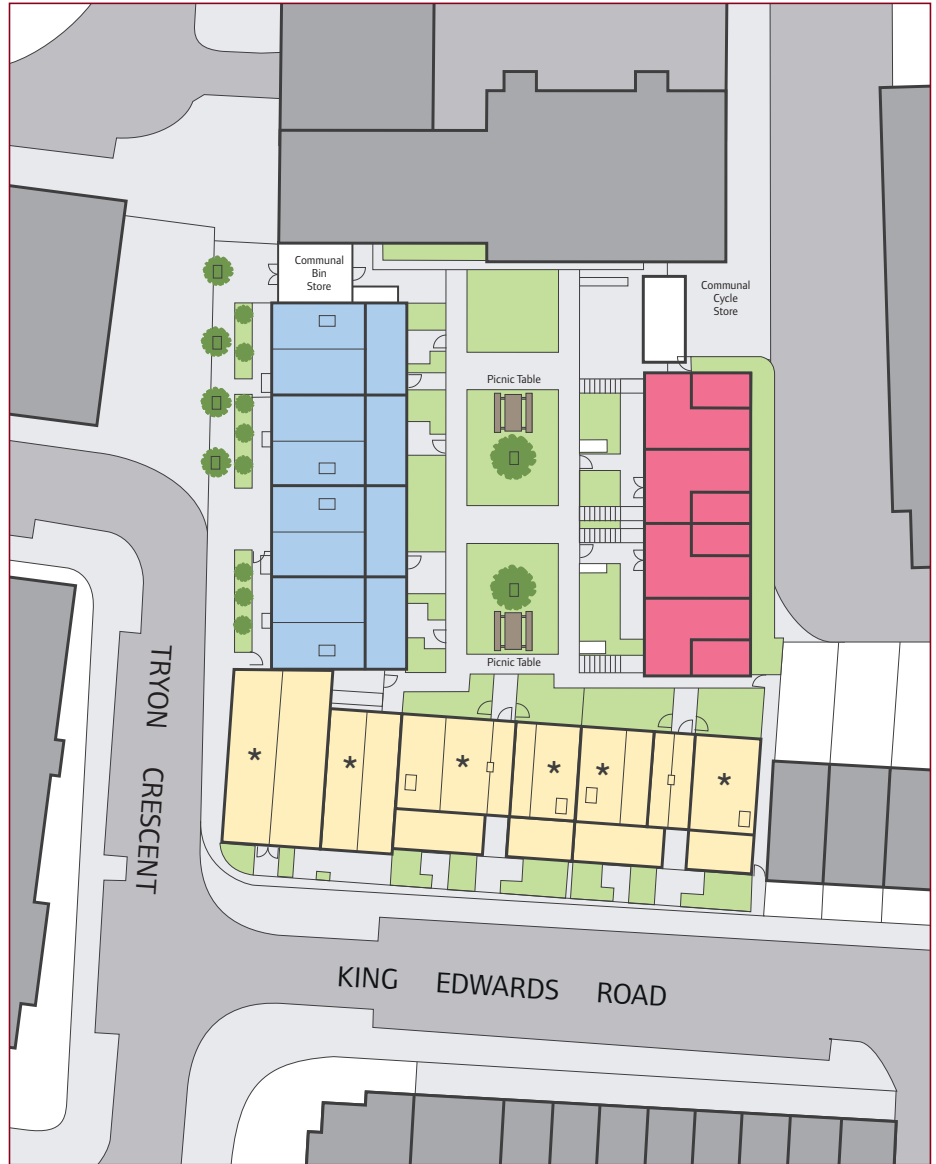 Communal
Bin
Store
Communal
Cycle
Store
Picnic Table
Picnic Table
TRYON CRESCENT
*
*
*
*
*
*
KING EDWARDS ROAD